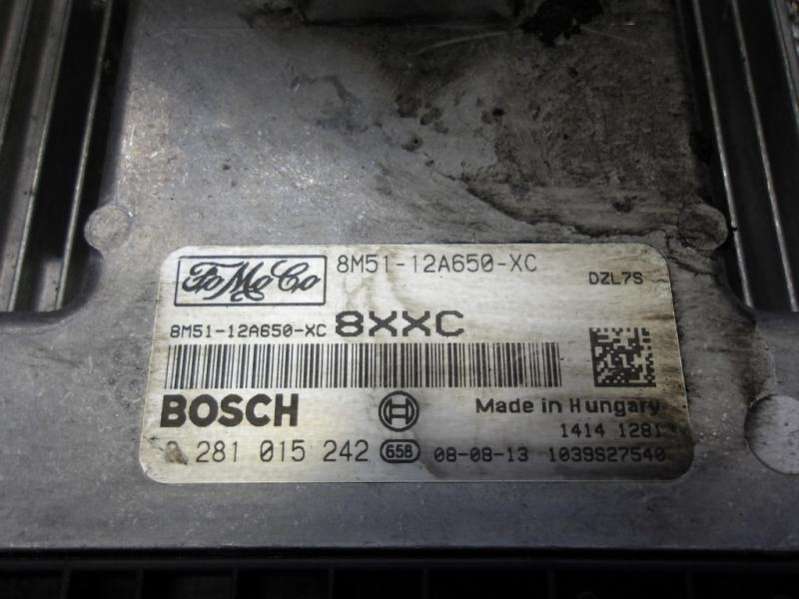 FoMoCo 8M51-12A650-XC
DZL7S
8M51-12A650-XC 8XXC
BOSCH
Made in Hungary
1414 1281
0 281 015 242 658 08-08-13 1039S27540